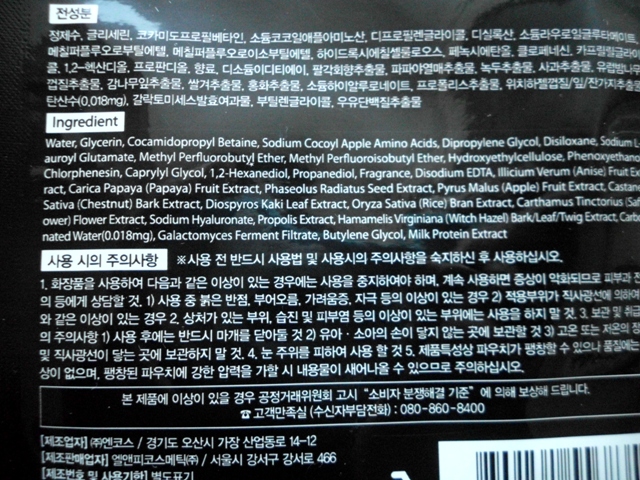 전성분
정제수, 글리세린, 코카미도프로필베타인, 소듐코코일애플아미노산, 디프로필렌글라이콜, 디실록산, 소듐라우로일글루타메이트,
메칠퍼플루오로부틸에텔, 메칠퍼플루오로이소부틸에텔, 하이드록시에칠셀룰로오스, 페녹시에탄올, 클로페네신, 카프릴릴글라이
콜, 1,2-헥산디올, 프로판디올, 향료, 디소듐이디티에이, 팔각회향추출물, 파파야열매추출물, 녹두추출물, 사과추출물, 유럽밤나
껍질추출물, 감나무잎추출물, 쌀겨추출물, 홍화추출물, 소듐하이알루로네이트, 프로폴리스추출물, 위치하젤껍질/잎/잔가지추출물
탄산수(0.018mg), 갈락토미세스발효여과물, 부틸렌글라이콜, 우유단백질추출물
Ingredient
Water, Glycerin, Cocamidopropyl Betaine, Sodium Cocoyl Apple Amino Acids, Dipropylene Glycol, Disiloxane, Sodium L-
auroyl Glutamate, Methyl Perfluorobutyl Ether, Methyl Perfluoroisobutyl Ether, Hydroxyethylcellulose, Phenoxyethan
Chlorphenesin, Caprylyl Glycol, 1,2-Hexanediol, Propanediol, Fragrance, Disodium EDTA, Illicium Verum (Anise) Fruit Ex
ract, Carica Papaya (Papaya) Fruit Extract, Phaseolus Radiatus Seed Extract, Pyrus Malus (Apple) Fruit Extract, Castan
Sativa (Chestnut) Bark Extract, Diospyros Kaki Leaf Extract, Oryza Sativa (Rice) Bran Extract, Carthamus Tinctorius (Saf
flower) Flower Extract, Sodium Hyaluronate, Propolis Extract, Hamamelis Virginiana (Witch Hazel) Bark/Leaf/Twig Extract, Carbo
nated Water(0.018mg), Galactomyces Ferment Filtrate, Butylene Glycol, Milk Protein Extract
사용 시의 주의사항 ※사용 전 반드시 사용법 및 사용시의 주의사항을 숙지하신 후 사용하십시오.
1. 화장품을 사용하여 다음과 같은 이상이 있는 경우에는 사용을 중지하여야 하며, 계속 사용하면 증상이 악화되므로 피부과 전
의 등에게 상담할 것. 1) 사용 중 붉은 반점, 부어오름, 가려움증, 자극 등의 이상이 있는 경우 2) 적용부위가 직사광선에 의하여
와 같은 이상이 있는 경우 2. 상처가 있는 부위, 습진 및 피부염 등의 이상이 있는 부위에는 사용을 하지 말 것. 3. 보관 및 취급
의 주의사항 1) 사용 후에는 반드시 마개를 닫아둘 것 2) 유아·소아의 손이 닿지 않는 곳에 보관할 것 3) 고온 또는 저온의
및 직사광선이 닿는 곳에 보관하지 말 것. 4. 눈 주위를 피하여 사용 할 것 5. 제품특성상 파우치가 팽창할 수 있으나 품질에는
상이 없으며, 팽창된 파우치에 강한 압력을 가할 시 내용물이 새어나올 수 있으므로 주의하십시오.
본 제품에 이상이 있을 경우 공정거래위원회 고시 "소비자 분쟁해결 기준" 에 의해 보상해 드립니다.
☎ 고객만족실 (수신자부담전화) : 080-860-8400
[제조업자] ㈜엔코스 / 경기도 오산시 가장 산업동로 14-12
[제조판매업자] 엘앤피코스메틱㈜ / 서울시 강서구 강서로 466
[제조번호 및 사용기한] 별도표기